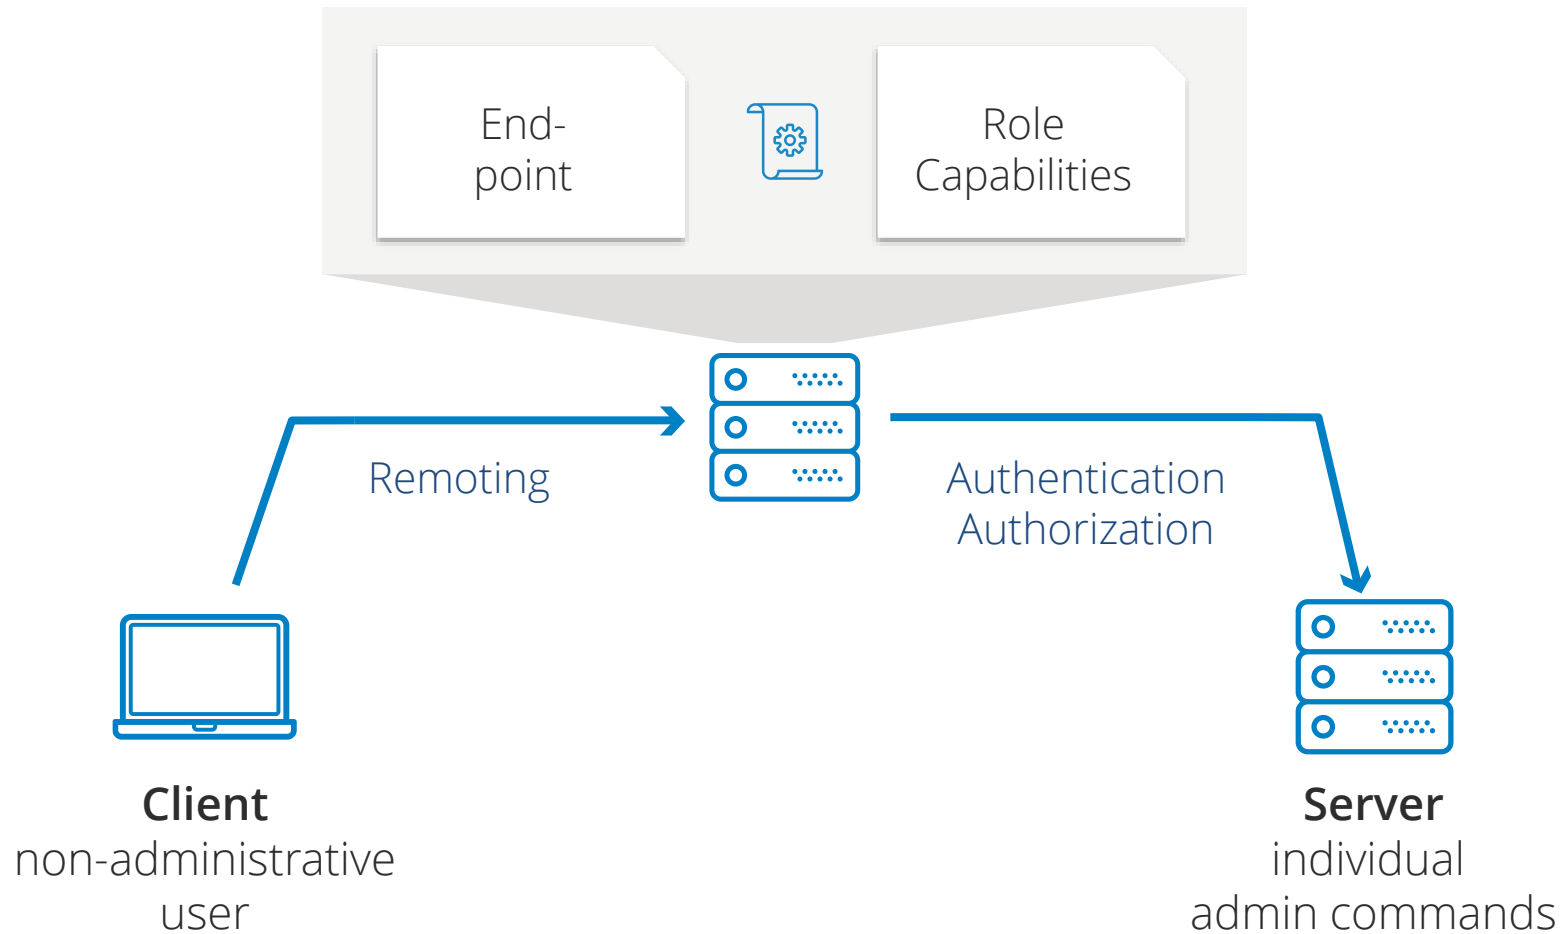 End-
point
Role
Capabilities
Remoting
Authentication
Authorization
Client
non-administrative
user
Server
individual
admin commands